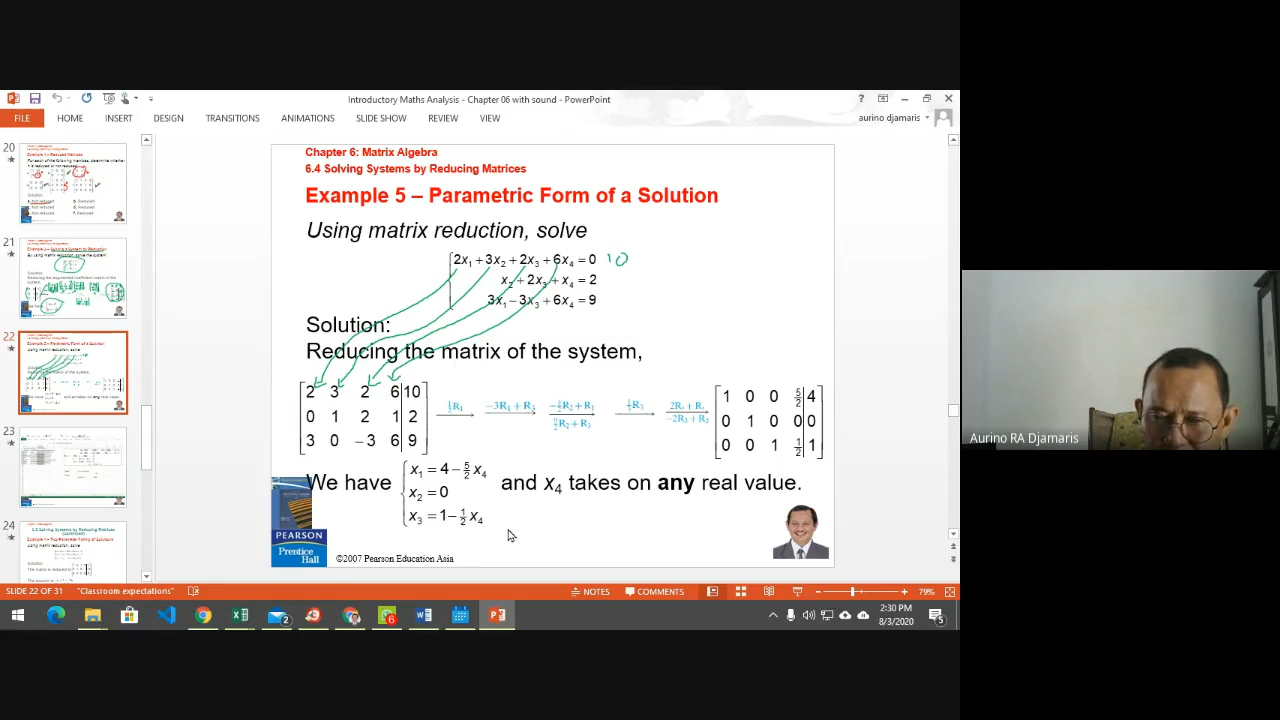 Introductory Maths Analysis - Chapter 06 with sound - PowerPoint
FILE HOME INSERT DESIGN TRANSITIONS ANIMATIONS SLIDE SHOW REVIEW VIEW
aurino djamaris
20
21
22
23
24
Chapter 6: Matrix Algebra
6.4 Solving Systems by Reducing Matrices
Example 5 – Parametric Form of a Solution
Using matrix reduction, solve
2x₁ + 3x₂ + 2x₃ + 6x₄ = 0 10
x₂ + 2x₃ + x₄ = 2
3x₁ − 3x₃ + 6x₄ = 9
Solution:
Reducing the matrix of the system,
2 3 2 6 10
0 1 2 1 2
3 0 −3 6 9
1 0 0 5/2 4
0 1 0 0 0
0 0 1 1/2 1
We have
x₁ = 4 − 5/2 x₄
x₂ = 0
x₃ = 1 − 1/2 x₄
and x₄ takes on any real value.
PEARSON
Prentice
Hall
©2007 Pearson Education Asia
SLIDE 22 OF 31 "Classroom expectations" NOTES COMMENTS 79%
2:30 PM
8/3/2020
Aurino RA Djamaris